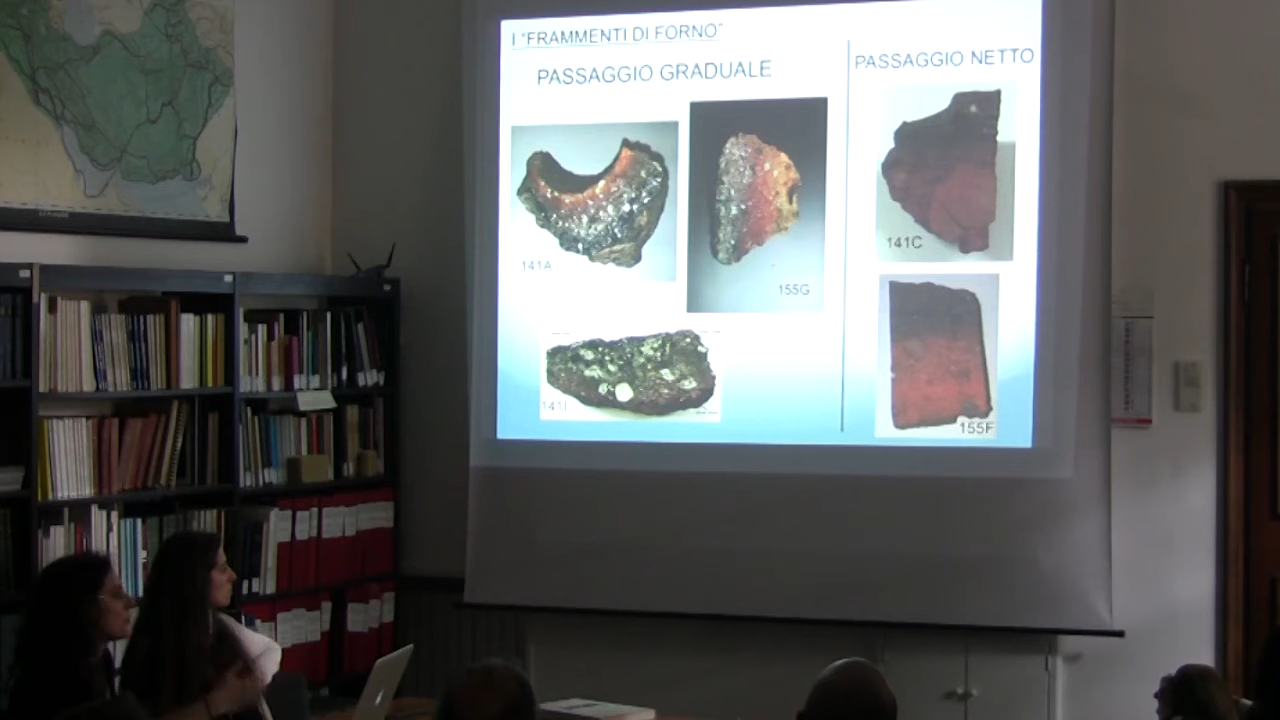 I "FRAMMENTI DI FORNO"
PASSAGGIO GRADUALE
PASSAGGIO NETTO
141A
155G
141I
141C
155F